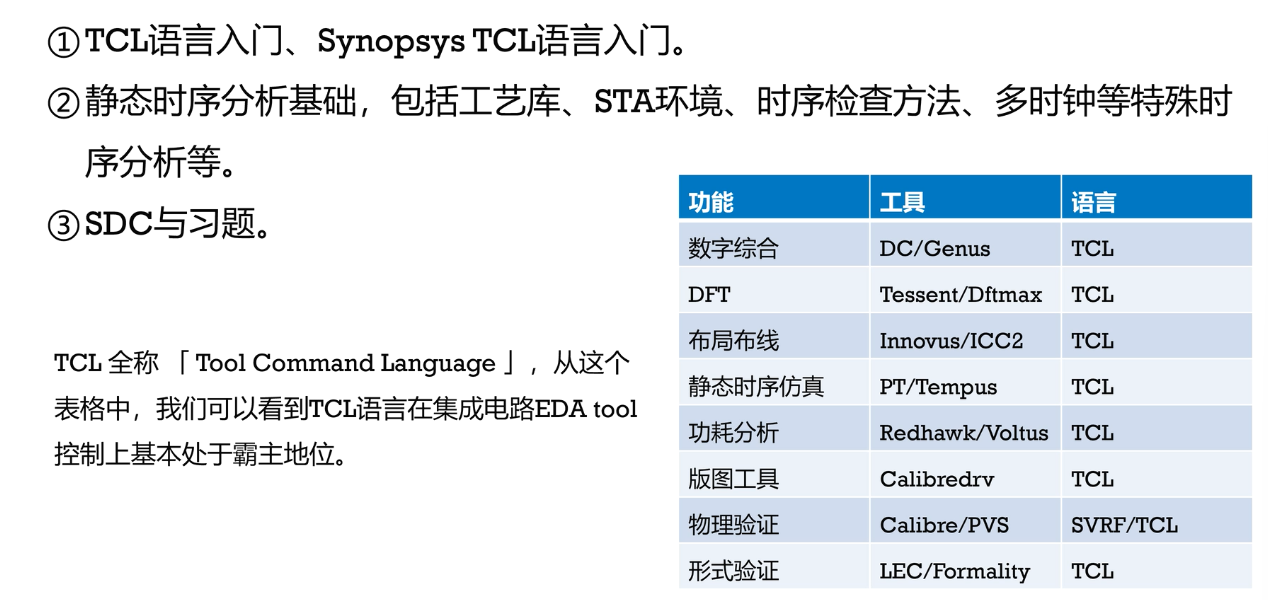 ①TCL语言入门、Synopsys TCL语言入门。
②静态时序分析基础，包括工艺库、STA环境、时序检查方法、多时钟等特殊时
序分析等。
③SDC与习题。
TCL 全称 「 Tool Command Language 」，从这个
表格中，我们可以看到TCL语言在集成电路EDA tool
控制上基本处于霸主地位。
功能 工具 语言
数字综合 DC/Genus TCL
DFT Tessent/Dftmax TCL
布局布线 Innovus/ICC2 TCL
静态时序仿真 PT/Tempus TCL
功耗分析 Redhawk/Voltus TCL
版图工具 Calibredrv TCL
物理验证 Calibre/PVS SVRF/TCL
形式验证 LEC/Formality TCL